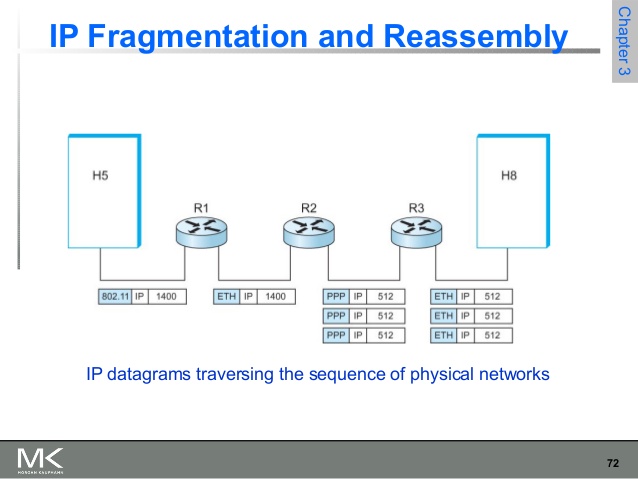 IP Fragmentation and Reassembly
Chapter 3
H5
H8
R1 R2 R3
802.11 IP 1400 ETH IP 1400 PPP IP 512 ETH IP 512
PPP IP 512 ETH IP 512
PPP IP 512 ETH IP 512
IP datagrams traversing the sequence of physical networks
MK
MORGAN KAUFMANN
72